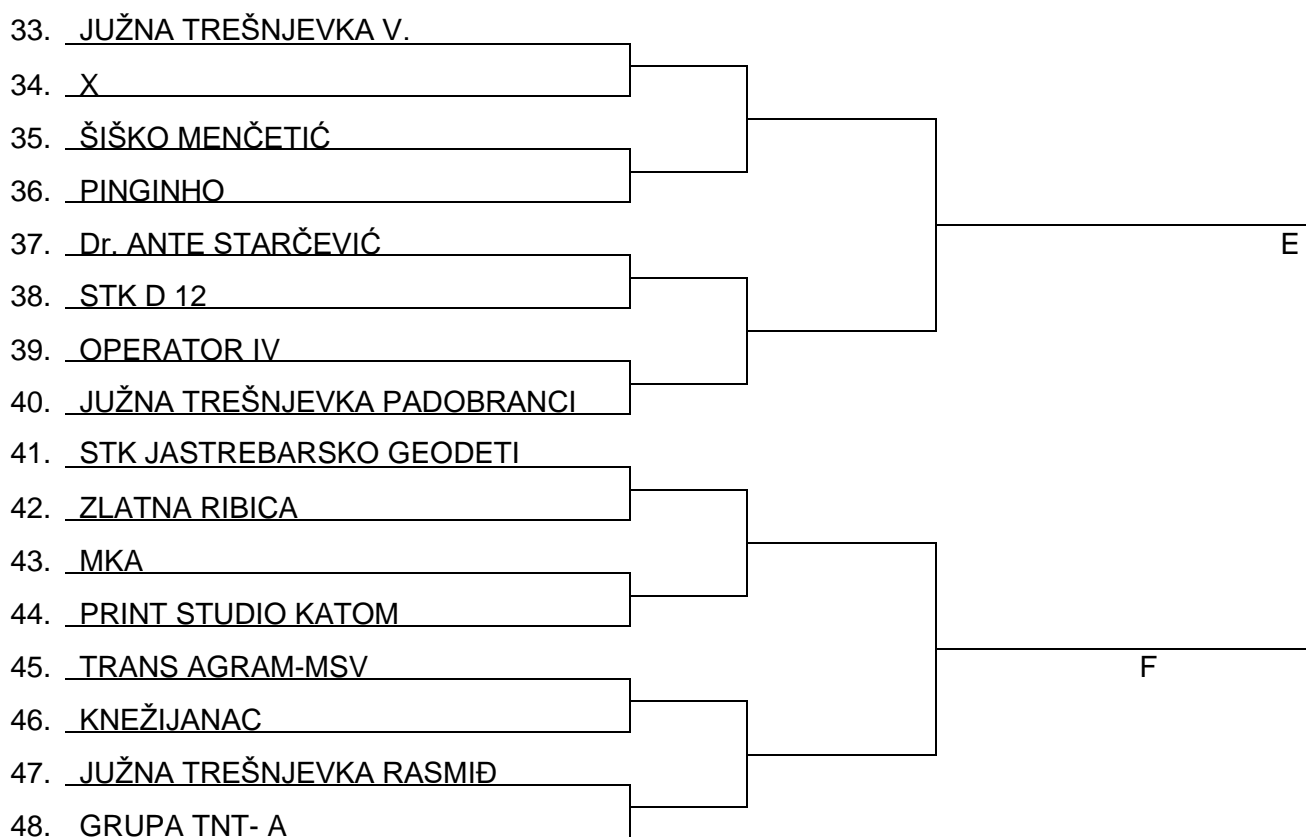 33. JUŽNA TREŠNJEVKA V.
34. X
35. ŠIŠKO MENČETIĆ
36. PINGINHO
37. Dr. ANTE STARČEVIĆ
E
38. STK D 12
39. OPERATOR IV
40. JUŽNA TREŠNJEVKA PADOBRANCI
41. STK JASTREBARSKO GEODETI
42. ZLATNA RIBICA
43. MKA
44. PRINT STUDIO KATOM
45. TRANS AGRAM-MSV
F
46. KNEŽIJANAC
47. JUŽNA TREŠNJEVKA RASMIĐ
48. GRUPA TNT- A